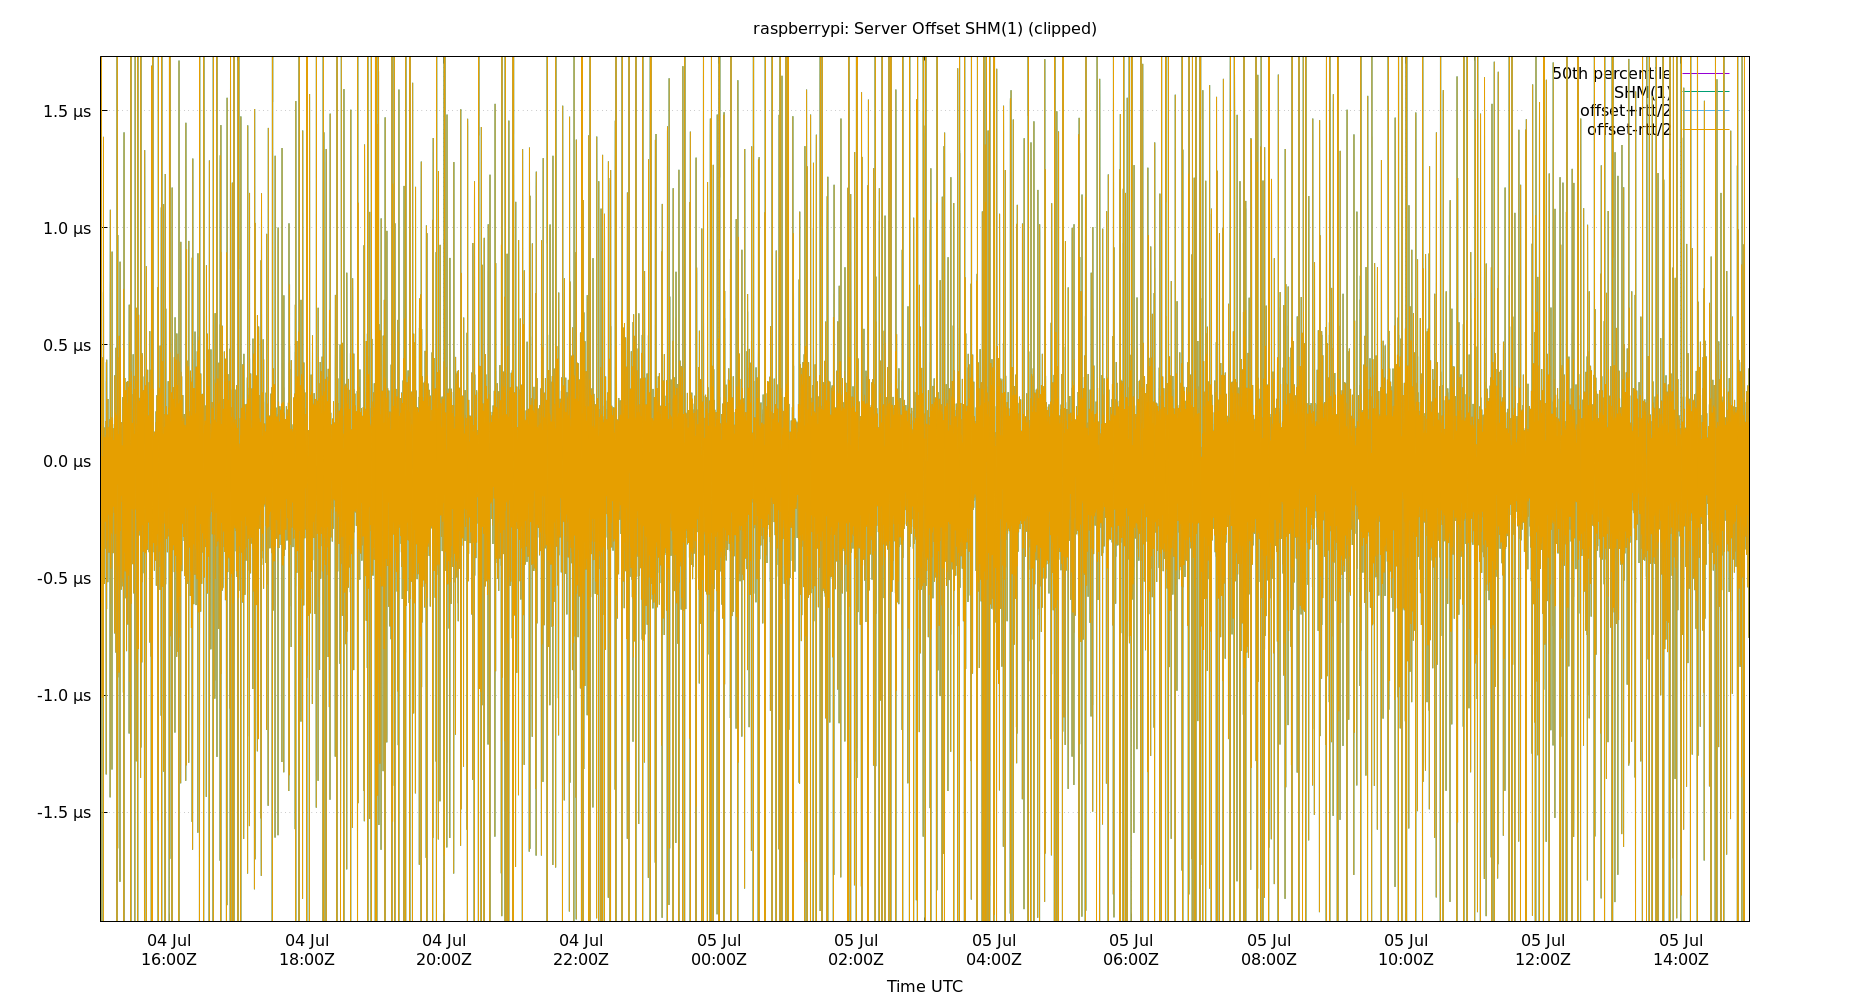 raspberrypi: Server Offset SHM(1) (clipped)
50th percentile
SHM(1)
offset+rtt/2
offset-rtt/2
1.5 µs
1.0 µs
0.5 µs
0.0 µs
-0.5 µs
-1.0 µs
-1.5 µs
04 Jul 04 Jul 04 Jul 04 Jul 05 Jul 05 Jul 05 Jul 05 Jul 05 Jul 05 Jul 05 Jul 05 Jul
16:00Z 18:00Z 20:00Z 22:00Z 00:00Z 02:00Z 04:00Z 06:00Z 08:00Z 10:00Z 12:00Z 14:00Z
Time UTC